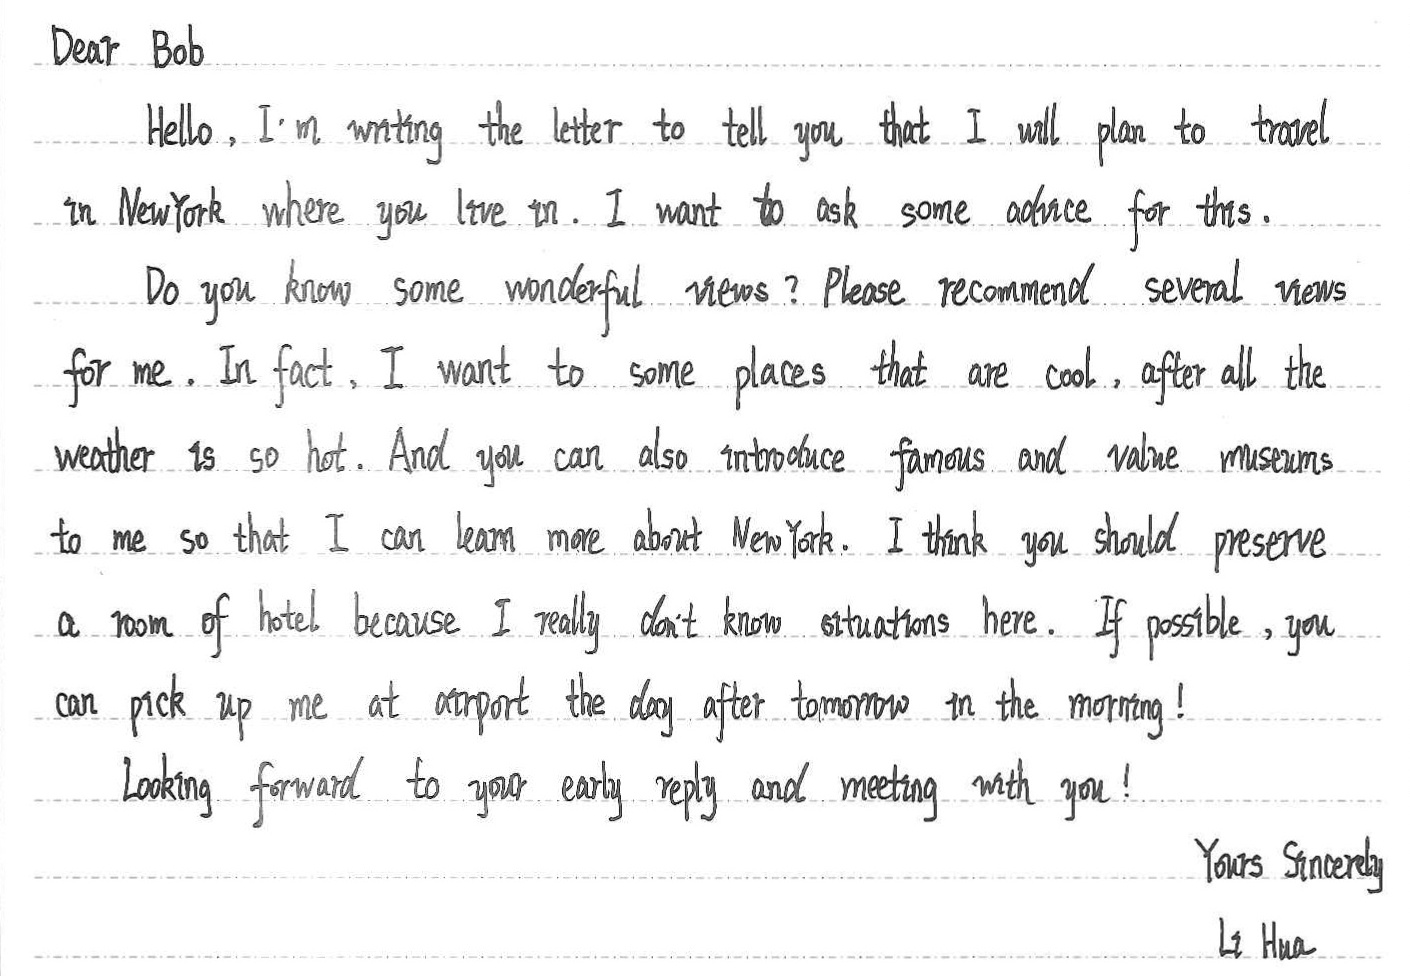 Dear Bob
Hello, I'm writing the letter to tell you that I will plan to travel
in NewYork where you live in. I want to ask some advice for this.
Do you know some wonderful views? Please recommend several views
for me. In fact, I want to some places that are cool, after all the
weather is so hot. And you can also introduce famous and value museums
to me so that I can learn more about NewYork. I think you should preserve
a room of hotel because I really don't know situations here. If possible, you
can pick up me at airport the day after tomorrow in the morning!
Looking forward to your early reply and meeting with you!
Yours Sincerely
Li Hua